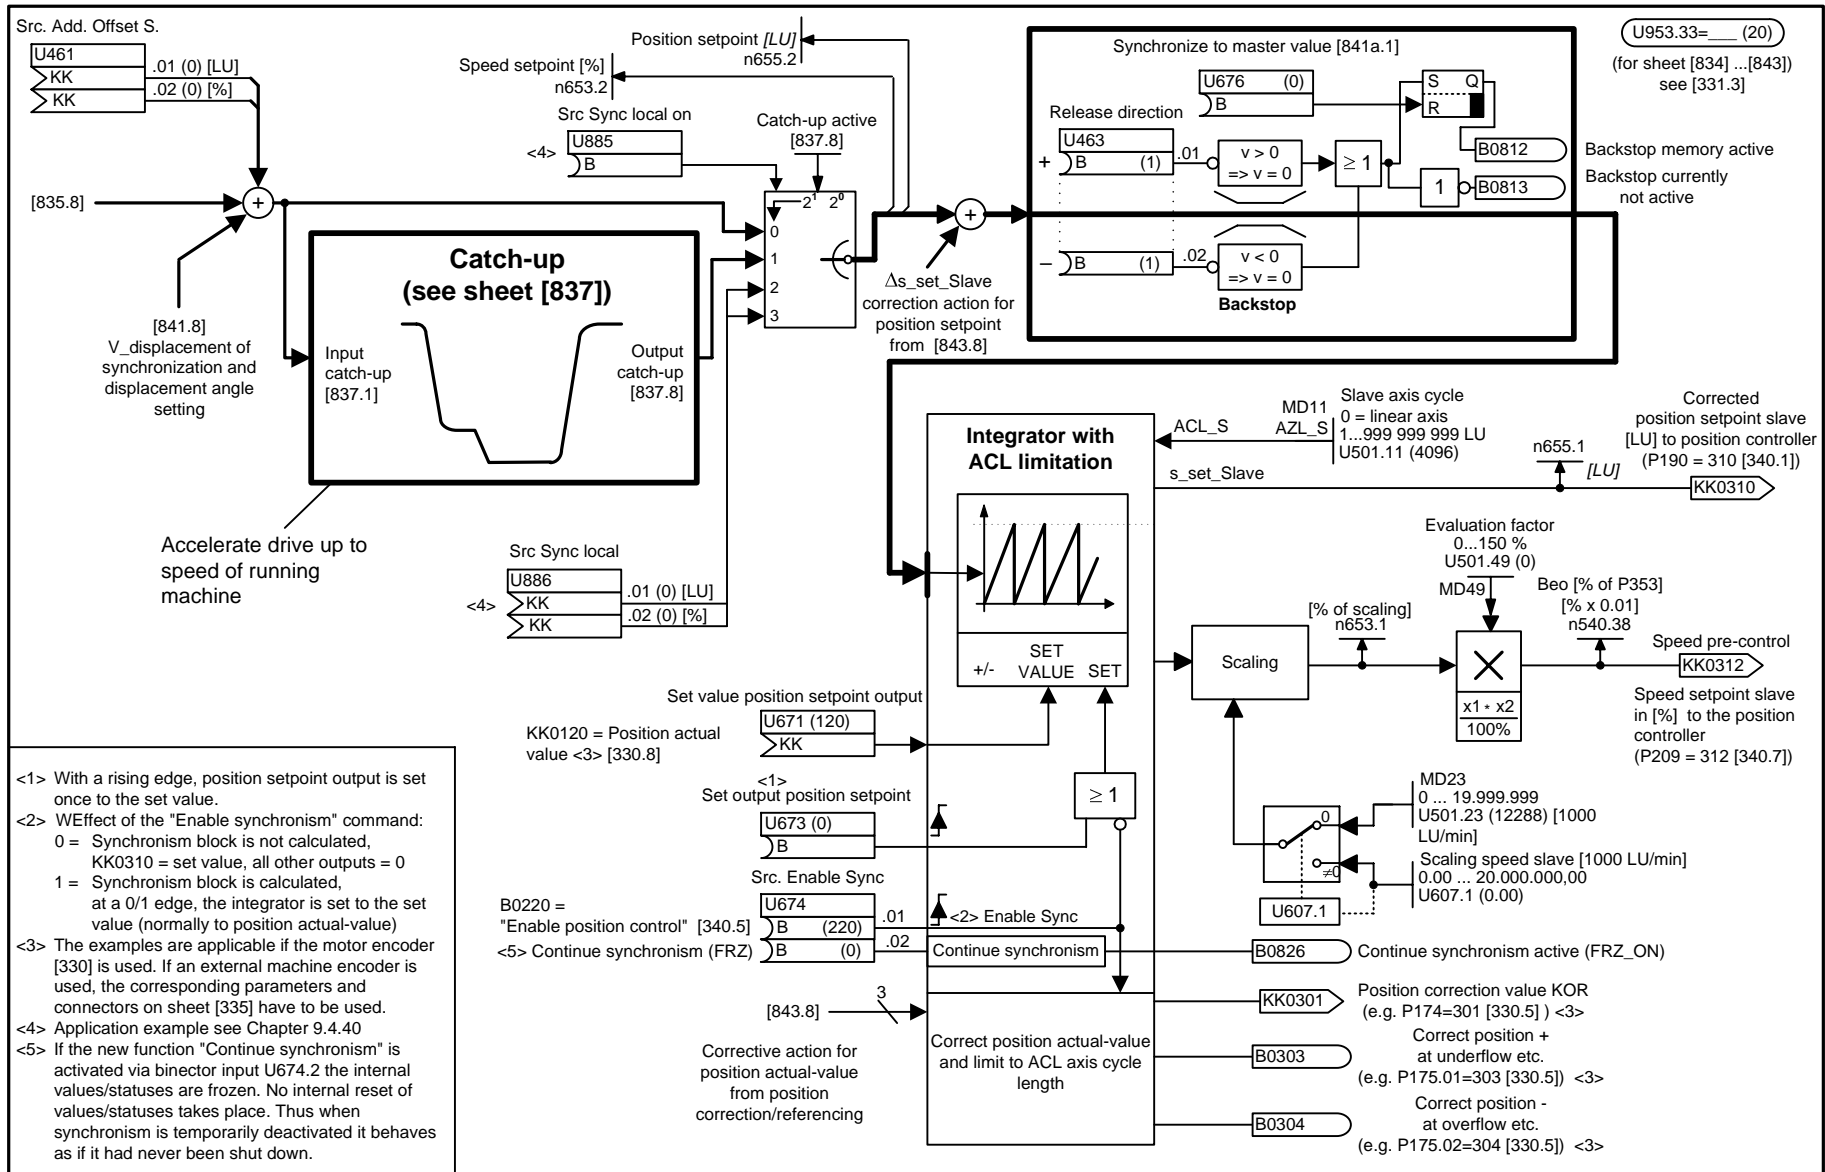 Src. Add. Offset S.
U461
KK
.01 (0) [LU]
KK
.02 (0) [%]
[835.8]
+
[841.8]
V_displacement of
synchronization and
displacement angle
setting
Position setpoint [LU]
n655.2
Speed setpoint [%]
n653.2
Src Sync local on
<4>
U885
B
Catch-up active
[837.8]
2¹ 2⁰
0
1
2
3
Catch-up
(see sheet [837])
Input
catch-up
[837.1]
Output
catch-up
[837.8]
Accelerate drive up to
speed of running
machine
+
Δs_set_Slave
correction action for
position setpoint
from [843.8]
Synchronize to master value [841a.1]
U676 (0)
B
S Q
R
Release direction
U463
+ B (1) .01
v > 0
=> v = 0
≥ 1
1
− B (1) .02
v < 0
=> v = 0
Backstop
B0812
Backstop memory active
B0813
Backstop currently
not active
U953.33=___ (20)
(for sheet [834] ...[843])
see [331.3]
Src Sync local
<4>
U886
KK
.01 (0) [LU]
KK
.02 (0) [%]
Integrator with
ACL limitation
+/-
SET
VALUE
SET
ACL_S
MD11
AZL_S
Slave axis cycle
0 = linear axis
1...999 999 999 LU
U501.11 (4096)
s_set_Slave
n655.1
[LU]
Corrected
position setpoint slave
[LU] to position controller
(P190 = 310 [340.1])
KK0310
Evaluation factor
0...150 %
U501.49 (0)
MD49
Scaling
[% of scaling]
n653.1
x1 * x2
100%
Beo [% of P353]
[% x 0.01]
n540.38
Speed pre-control
KK0312
Speed setpoint slave
in [%] to the position
controller
(P209 = 312 [340.7])
MD23
0 ... 19.999.999
U501.23 (12288) [1000
LU/min]
0
≠0
Scaling speed slave [1000 LU/min]
0.00 ... 20.000.000,00
U607.1 (0.00)
U607.1
Set value position setpoint output
KK0120 = Position actual
value <3> [330.8]
U671 (120)
KK
<1>
Set output position setpoint
U673 (0)
B
≥ 1
Src. Enable Sync
U674
B0220 =
"Enable position control" [340.5]
B (220)
.01
<2> Enable Sync
<5> Continue synchronism (FRZ)
B (0)
.02
Continue synchronism
B0826
Continue synchronism active (FRZ_ON)
[843.8]
3
Corrective action for
position actual-value
from position
correction/referencing
Correct position actual-value
and limit to ACL axis cycle
length
KK0301
Position correction value KOR
(e.g. P174=301 [330.5] ) <3>
B0303
Correct position +
at underflow etc.
(e.g. P175.01=303 [330.5]) <3>
B0304
Correct position -
at overflow etc.
(e.g. P175.02=304 [330.5]) <3>
<1> With a rising edge, position setpoint output is set
once to the set value.
<2> WEffect of the "Enable synchronism" command:
0 = Synchronism block is not calculated,
KK0310 = set value, all other outputs = 0
1 = Synchronism block is calculated,
at a 0/1 edge, the integrator is set to the set
value (normally to position actual-value)
<3> The examples are applicable if the motor encoder
[330] is used. If an external machine encoder is
used, the corresponding parameters and
connectors on sheet [335] have to be used.
<4> Application example see Chapter 9.4.40
<5> If the new function "Continue synchronism" is
activated via binector input U674.2 the internal
values/statuses are frozen. No internal reset of
values/statuses takes place. Thus when
synchronism is temporarily deactivated it behaves
as if it had never been shut down.